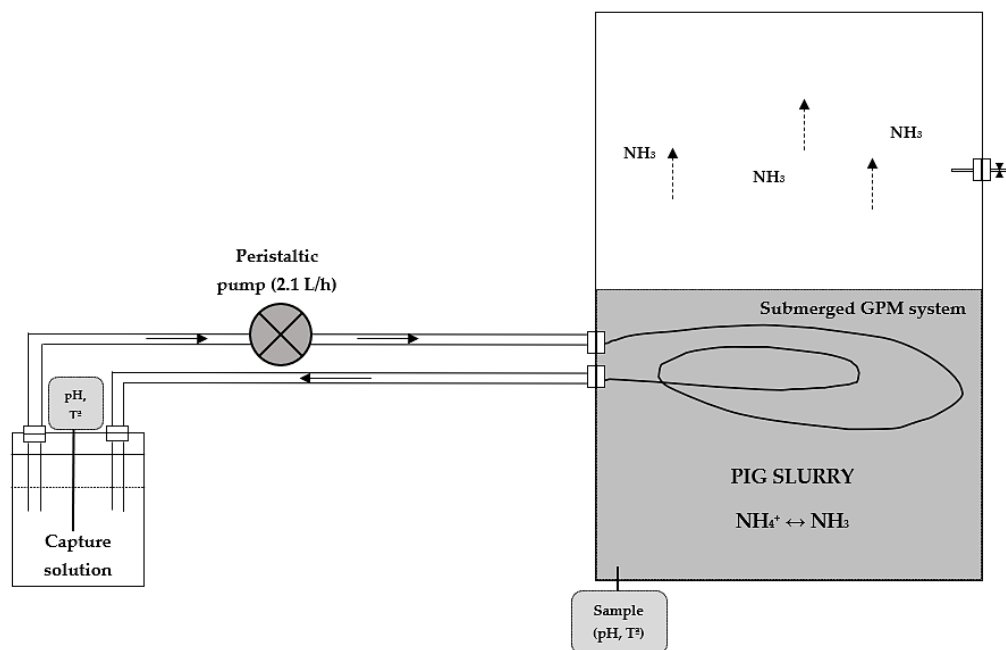 NH₃
NH₃
NH₃
Peristaltic
pump (2.1 L/h)
Submerged GPM system
pH,
Tª
PIG SLURRY
NH₄⁺ ↔ NH₃
Capture
solution
Sample
(pH, Tª)